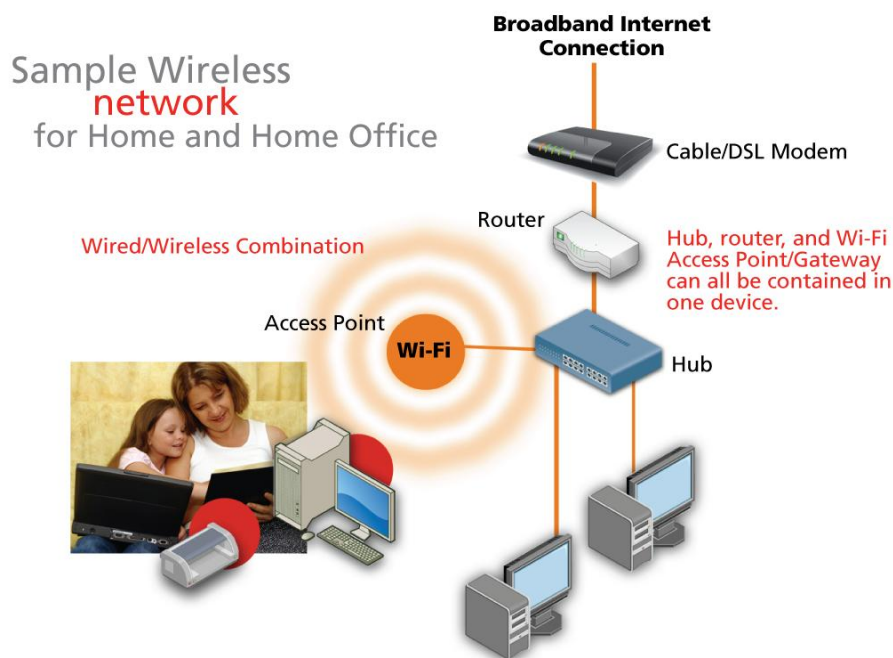 Broadband Internet
Connection
Sample Wireless
network
for Home and Home Office
Cable/DSL Modem
Router
Wired/Wireless Combination
Hub, router, and Wi-Fi
Access Point/Gateway
can all be contained in
one device.
Access Point
Wi-Fi
Hub